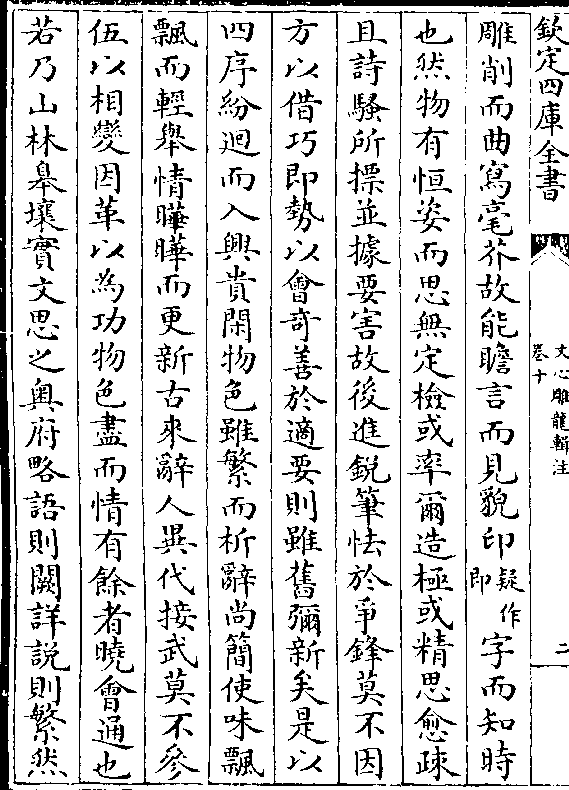 欽定四庫全書
文心雕龍輯注
卷十
二
雕削而曲寫毫芥故能瞻言而見貌印疑作即字而知時
也然物有恒姿而思無定檢或率爾造極或精思愈疎
且詩騷所摽並據要害故後進銳筆怯於爭鋒莫不因
方以借巧即勢以會奇善於適要則雖舊彌新矣是以
四序紛迴而入興貴閑物色雖繁而析辭尚簡使味飄
飄而輕舉情曄曄而更新古來辭人異代接武莫不參
伍以相變因革以為功物色盡而情有餘者曉會通也
若乃山林皋壤實文思之奥府略語則闕詳說則繁然